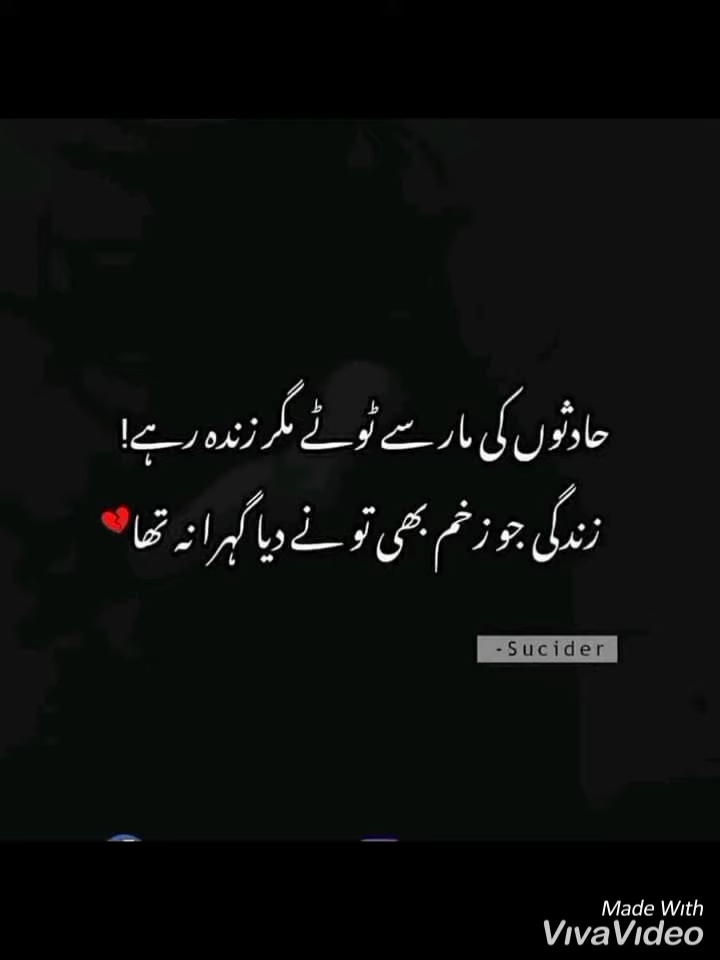 حادثوں کی مار سے ٹوٹے مگر زندہ رہے!
زندگی جو زخم بھی تو نے دیا گہرا نہ تھا💔
-Sucider
Made With
VivaVideo